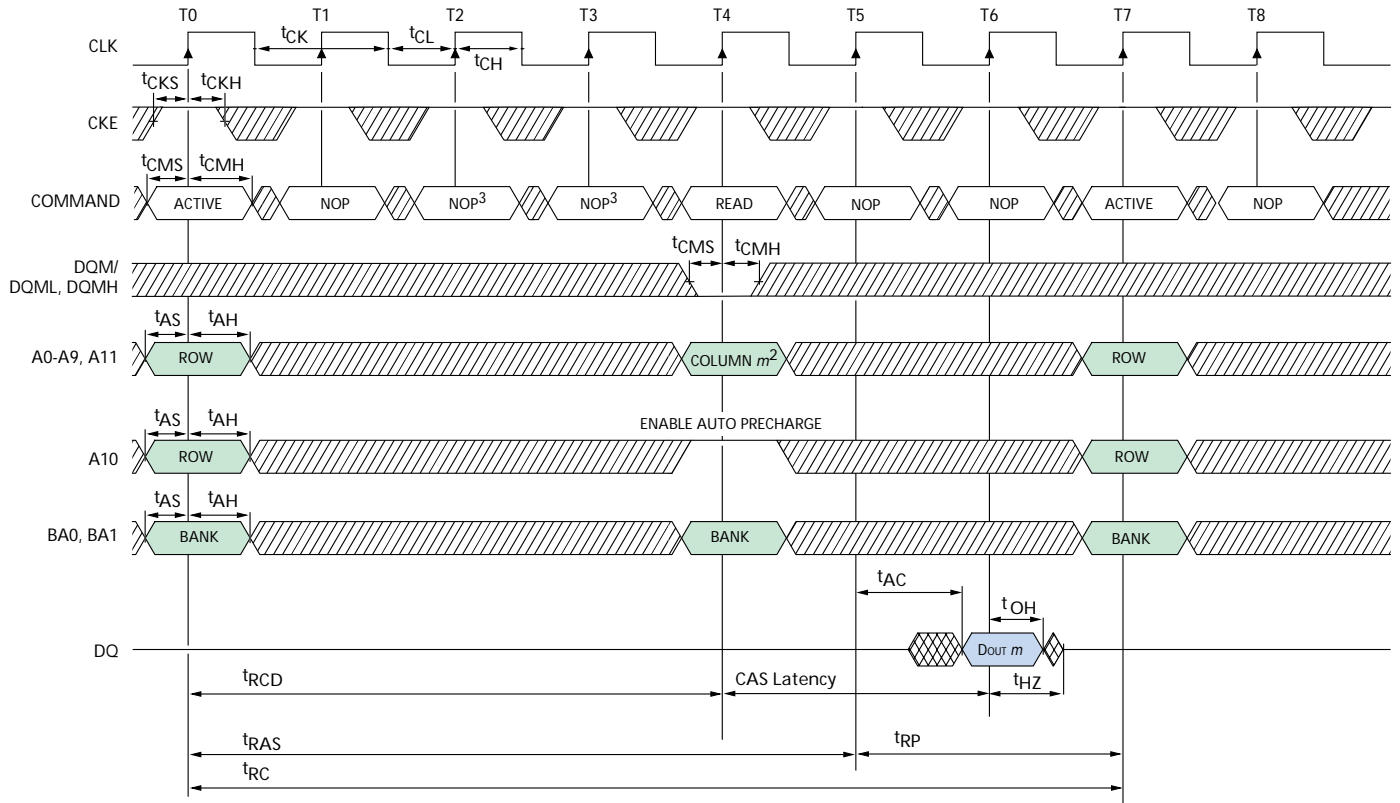 T0 T1 T2 T3 T4 T5 T6 T7 T8
CLK
tCK tCL tCH
tCKS tCKH
CKE
tCMS tCMH
COMMAND ACTIVE NOP NOP3 NOP3 READ NOP NOP ACTIVE NOP
tCMS tCMH
DQM/
DQML, DQMH
tAS tAH
A0-A9, A11 ROW COLUMN m2 ROW
tAS tAH
ENABLE AUTO PRECHARGE
A10 ROW ROW
tAS tAH
BA0, BA1 BANK BANK BANK
tAC
tOH
DQ DOUT m
tRCD CAS Latency tHZ
tRAS tRP
tRC